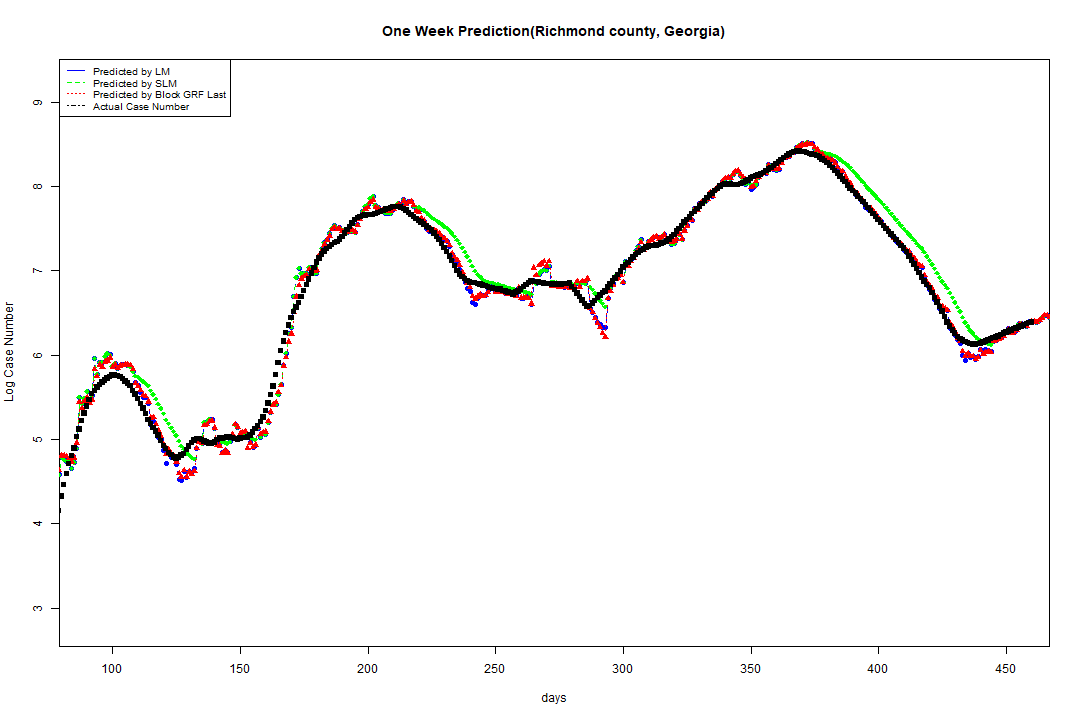 One Week Prediction(Richmond county, Georgia)
Predicted by LM
Predicted by SLM
Predicted by Block GRF Last
Actual Case Number
9
8
7
6
5
4
3
Log Case Number
100 150 200 250 300 350 400 450
days